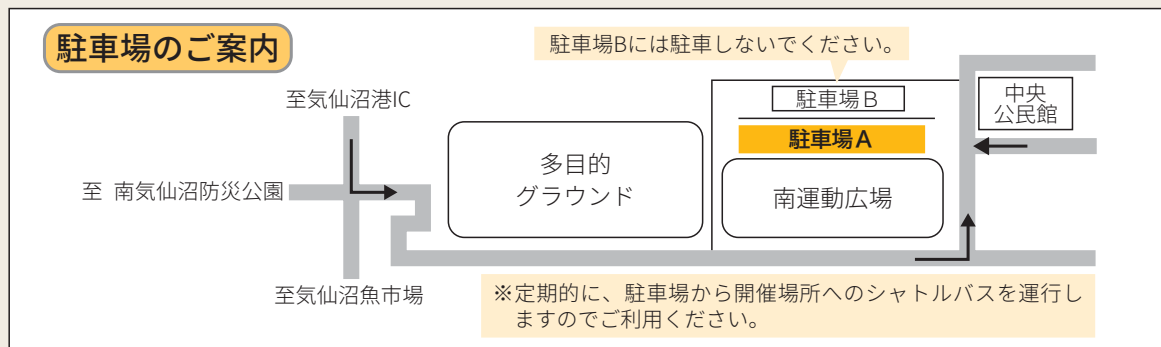 駐車場のご案内
駐車場Bには駐車しないでください。
至気仙沼港IC
駐車場B
中央
公民館
駐車場A
多目的
グラウンド
至 南気仙沼防災公園
南運動広場
至気仙沼魚市場
※定期的に、駐車場から開催場所へのシャトルバスを運行し
ますのでご利用ください。